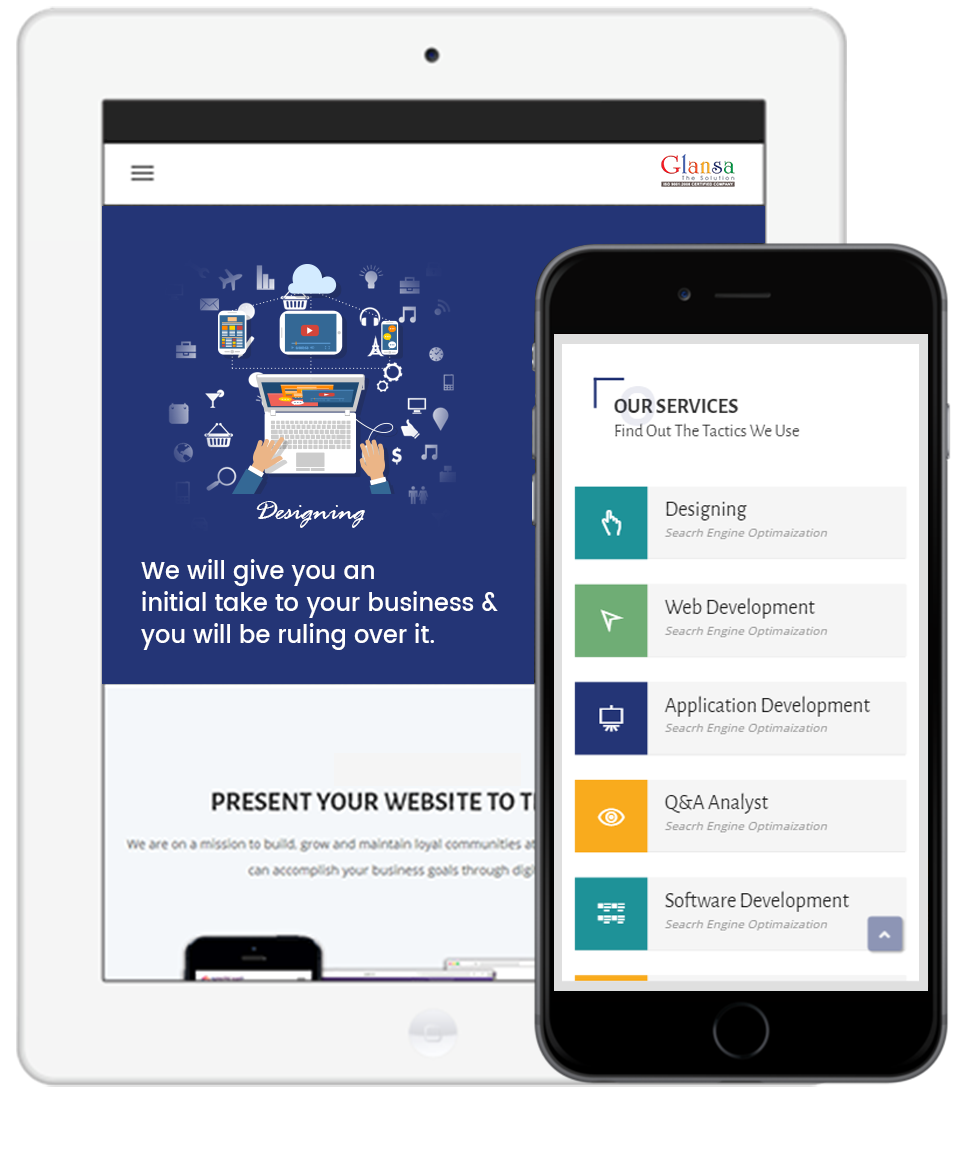 Glansa
The Solution
ISO 9001:2008 CERTIFIED COMPANY
Designing
We will give you an
initial take to your business &
you will be ruling over it.
PRESENT YOUR WEBSITE TO
We are on a mission to build, grow and maintain loyal communities
can accomplish your business goals through
OUR SERVICES
Find Out The Tactics We Use
Designing
Seacrh Engine Optimaization
Web Development
Seacrh Engine Optimaization
Application Development
Seacrh Engine Optimaization
Q&A Analyst
Seacrh Engine Optimaization
Software Development
Seacrh Engine Optimaization